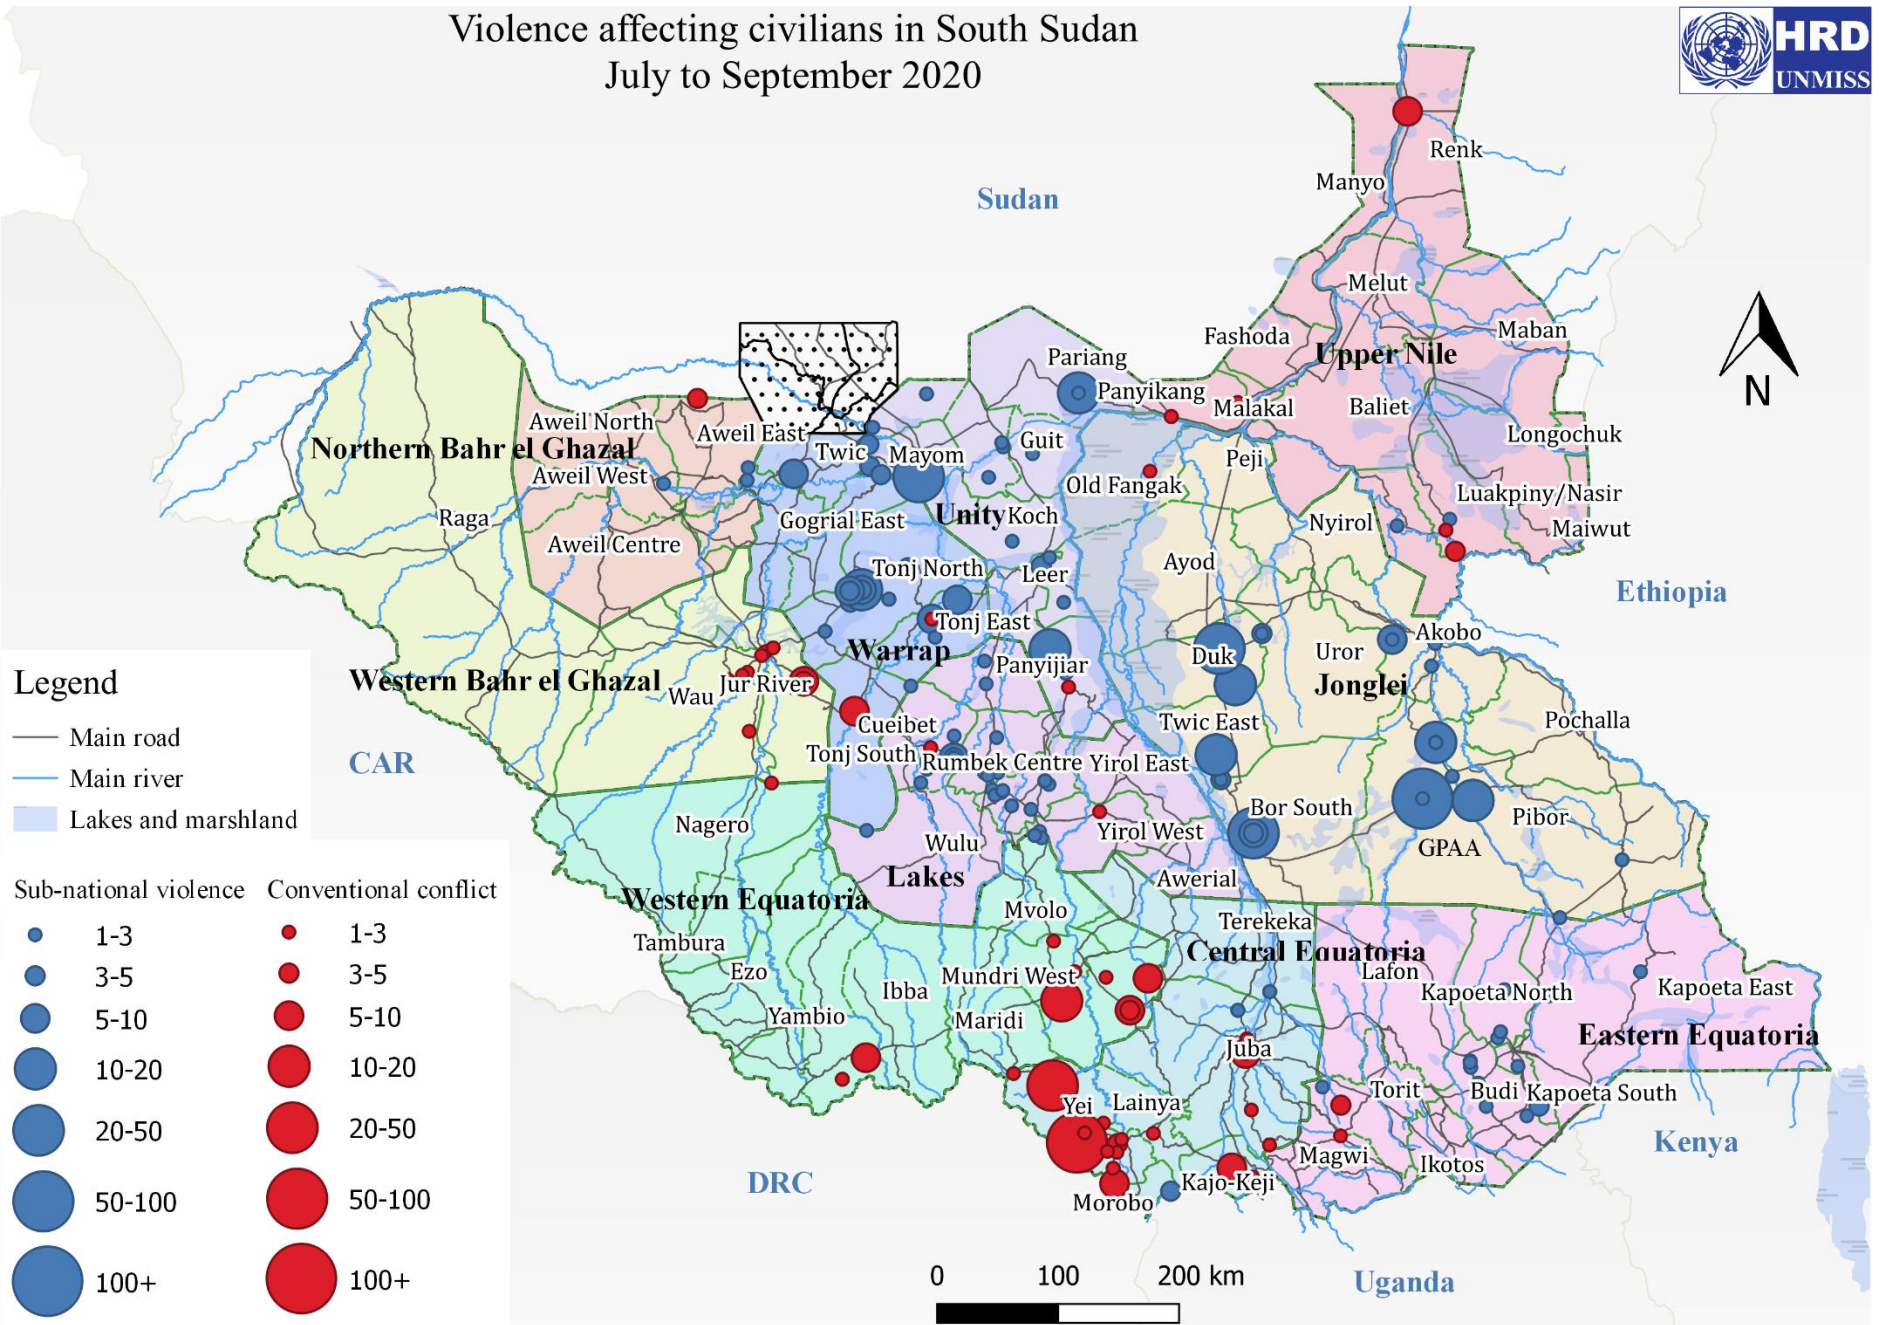 Violence affecting civilians in South Sudan
July to September 2020
HRD
UNMISS
Renk
Manyo
Sudan
Melut
Maban
Fashoda
Upper Nile
Pariang
Panyikang
Malakal
Baliet
Longochuk
N
Aweil North
Aweil East
Northern Bahr el Ghazal
Twic
Mayom
Guit
Peji
Aweil West
Old Fangak
Luakpiny/Nasir
Raga
Gogrial East
Unity
Koch
Nyirol
Maiwut
Aweil Centre
Tonj North
Leer
Ayod
Ethiopia
Tonj East
Akobo
Warrap
Panyijiar
Duk
Uror
Jonglei
Western Bahr el Ghazal
Wau
Jur River
Cueibet
Twic East
Pochalla
CAR
Tonj South
Rumbek Centre
Yirol East
Bor South
Pibor
Nagero
Wulu
Yirol West
GPAA
Lakes
Awerial
Western Equatoria
Mvolo
Terekeka
Tambura
Central Equatoria
Ezo
Ibba
Mundri West
Lafon
Kapoeta North
Kapoeta East
Yambio
Maridi
Eastern Equatoria
Juba
Yei
Lainya
Torit
Budi
Kapoeta South
Kenya
Magwi
Ikotos
DRC
Kajo-Keji
Morobo
Uganda
0 100 200 km
Legend
Main road
Main river
Lakes and marshland
Sub-national violence Conventional conflict
1-3 1-3
3-5 3-5
5-10 5-10
10-20 10-20
20-50 20-50
50-100 50-100
100+ 100+